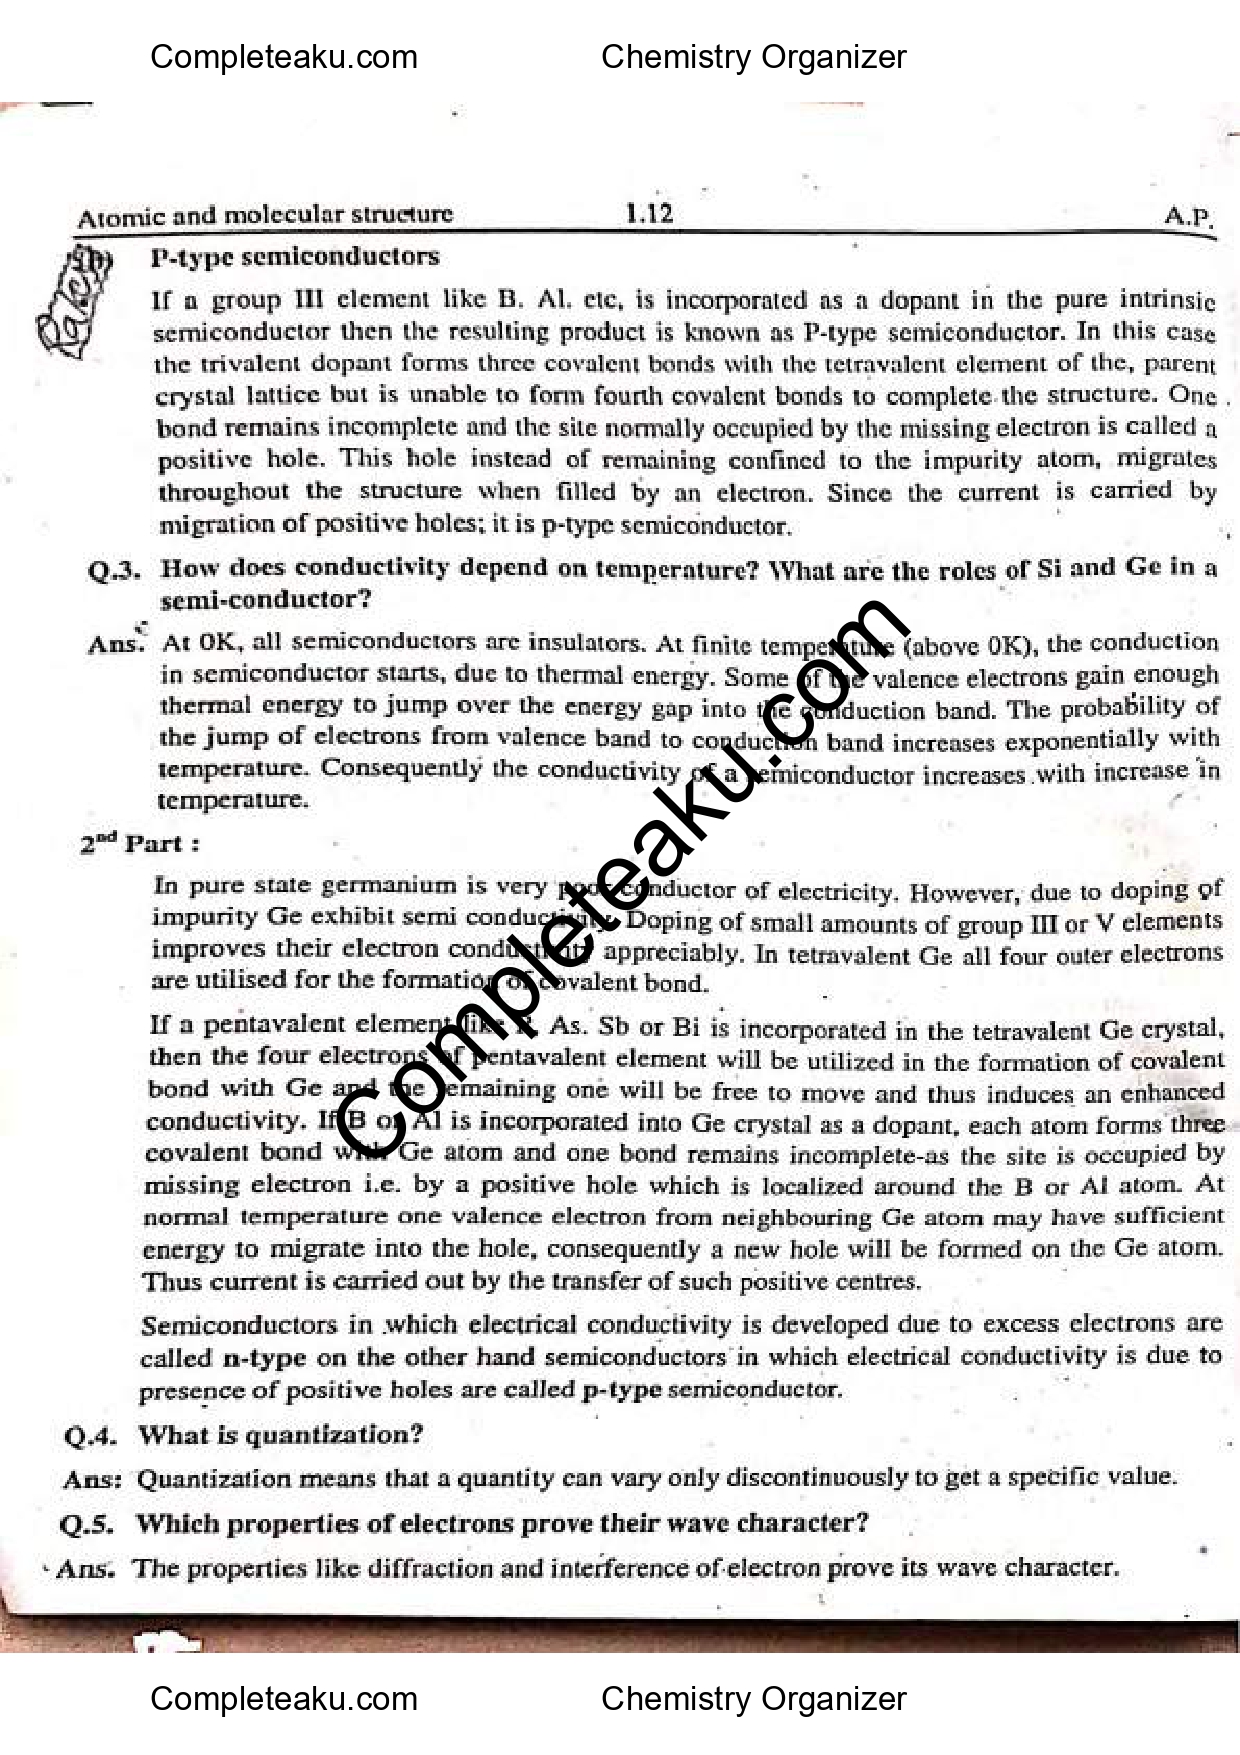 Completeaku.com Chemistry Organizer
Atomic and molecular structure 1.12 A.P.
(b) P-type semiconductors
If a group III element like B. Al. etc, is incorporated as a dopant in the pure intrinsic
semiconductor then the resulting product is known as P-type semiconductor. In this case
the trivalent dopant forms three covalent bonds with the tetravalent element of the, parent
crystal lattice but is unable to form fourth covalent bonds to complete the structure. One
bond remains incomplete and the site normally occupied by the missing electron is called a
positive hole. This hole instead of remaining confined to the impurity atom, migrates
throughout the structure when filled by an electron. Since the current is carried by
migration of positive holes; it is p-type semiconductor.
Q.3. How does conductivity depend on temperature? What are the roles of Si and Ge in a
semi-conductor?
Ans. At 0K, all semiconductors are insulators. At finite temperature (above 0K), the conduction
in semiconductor starts, due to thermal energy. Some of the valence electrons gain enough
thermal energy to jump over the energy gap into the conduction band. The probability of
the jump of electrons from valence band to conduction band increases exponentially with
temperature. Consequently the conductivity of a semiconductor increases with increase in
temperature.
2nd Part :
In pure state germanium is very poor conductor of electricity. However, due to doping of
impurity Ge exhibit semi conductivity. Doping of small amounts of group III or V elements
improves their electron conductivity appreciably. In tetravalent Ge all four outer electrons
are utilised for the formation of covalent bond.
If a pentavalent element like P. As. Sb or Bi is incorporated in the tetravalent Ge crystal,
then the four electrons of pentavalent element will be utilized in the formation of covalent
bond with Ge and the remaining one will be free to move and thus induces an enhanced
conductivity. If B or Al is incorporated into Ge crystal as a dopant, each atom forms three
covalent bond with Ge atom and one bond remains incomplete-as the site is occupied by
missing electron i.e. by a positive hole which is localized around the B or Al atom. At
normal temperature one valence electron from neighbouring Ge atom may have sufficient
energy to migrate into the hole, consequently a new hole will be formed on the Ge atom.
Thus current is carried out by the transfer of such positive centres.
Semiconductors in which electrical conductivity is developed due to excess electrons are
called n-type on the other hand semiconductors in which electrical conductivity is due to
presence of positive holes are called p-type semiconductor.
Q.4. What is quantization?
Ans: Quantization means that a quantity can vary only discontinuously to get a specific value.
Q.5. Which properties of electrons prove their wave character?
Ans. The properties like diffraction and interference of electron prove its wave character.
Completeaku.com
Completeaku.com Chemistry Organizer